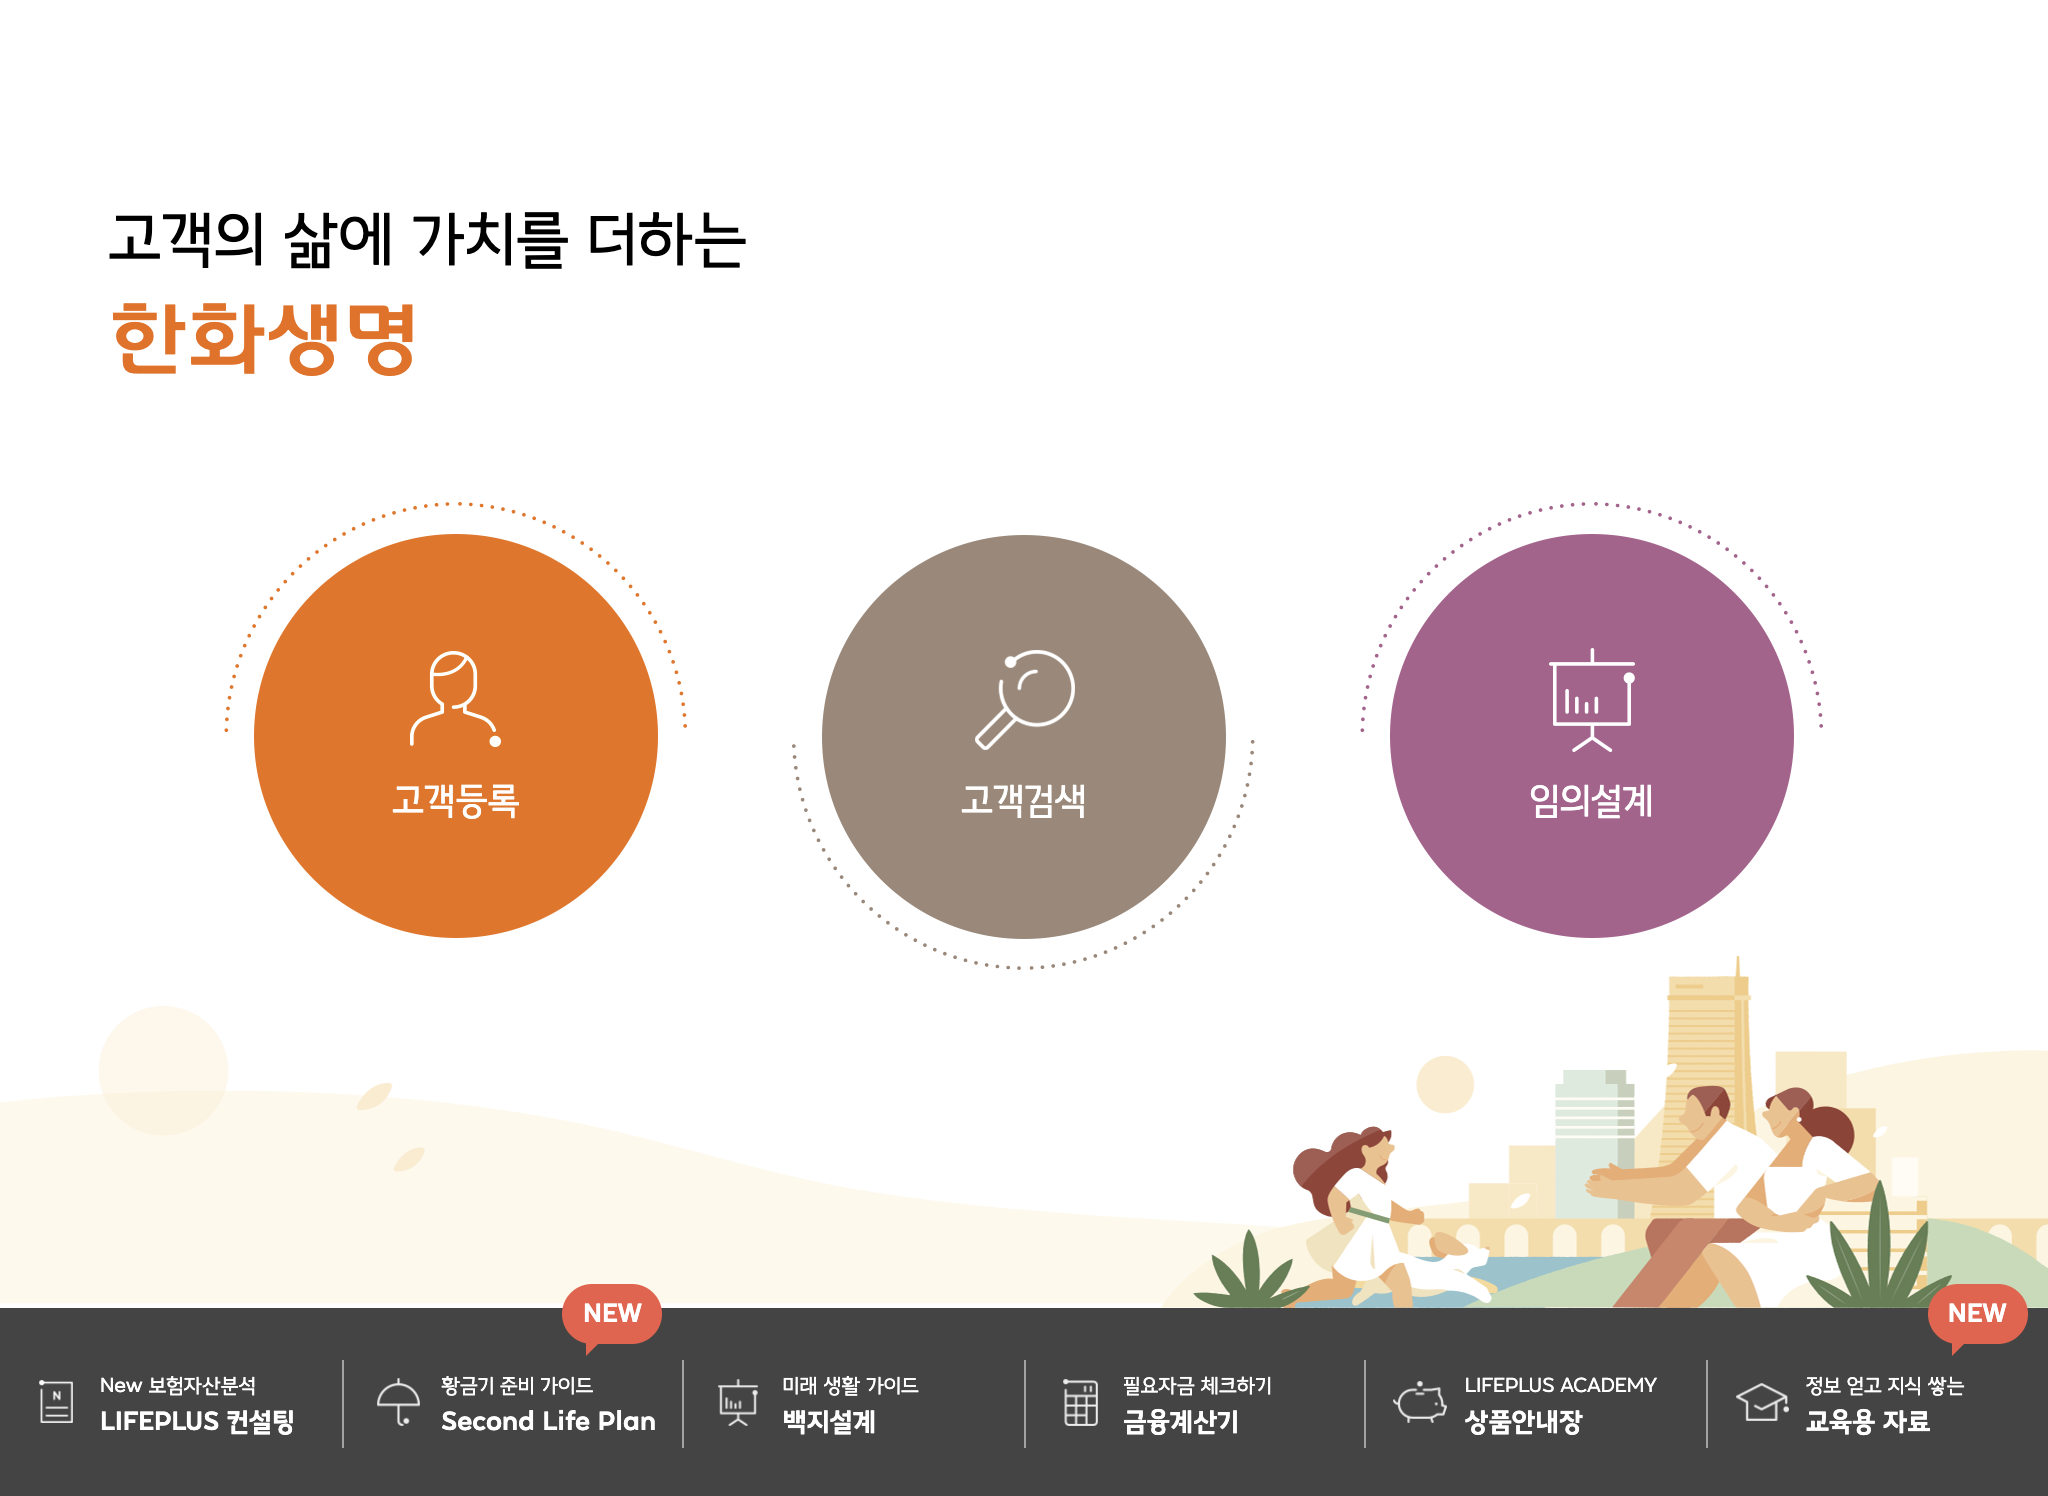 고객의 삶에 가치를 더하는
한화생명
고객등록
고객검색
임의설계
NEW
NEW
N
New 보험자산분석
LIFEPLUS 컨설팅
황금기 준비 가이드
Second Life Plan
미래 생활 가이드
백지설계
필요자금 체크하기
금융계산기
LIFEPLUS ACADEMY
상품안내장
정보 얻고 지식 쌓는
교육용 자료